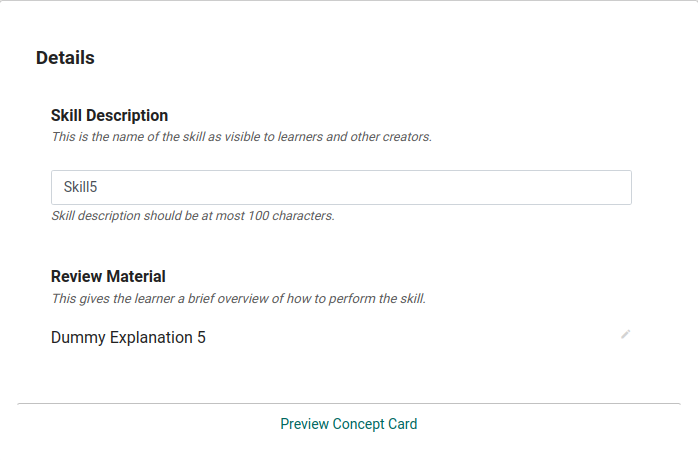 Details
Skill Description
This is the name of the skill as visible to learners and other creators.
Skill5
Skill description should be at most 100 characters.
Review Material
This gives the learner a brief overview of how to perform the skill.
Dummy Explanation 5
Preview Concept Card